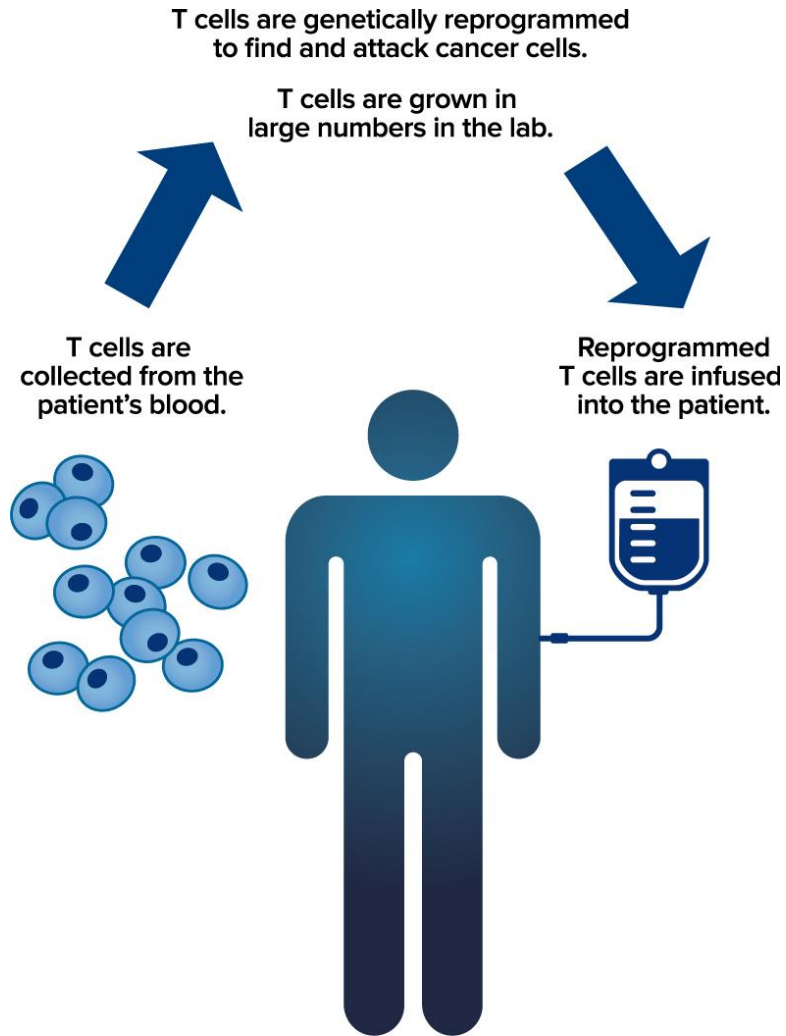 T cells are genetically reprogrammed
to find and attack cancer cells.
T cells are grown in
large numbers in the lab.
T cells are
collected from the
patient’s blood.
Reprogrammed
T cells are infused
into the patient.